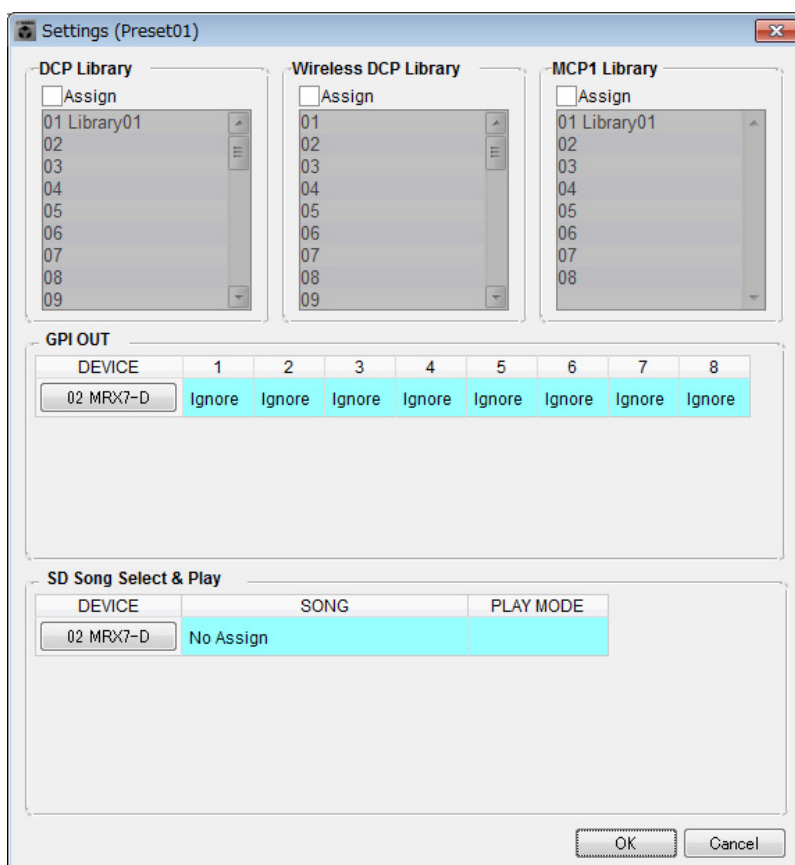 Settings (Preset01)
DCP Library
Assign
01 Library01
02
03
04
05
06
07
08
09
Wireless DCP Library
Assign
01
02
03
04
05
06
07
08
09
MCP1 Library
Assign
01 Library01
02
03
04
05
06
07
08
GPI OUT
DEVICE 1 2 3 4 5 6 7 8
02 MRX7-D Ignore Ignore Ignore Ignore Ignore Ignore Ignore Ignore
SD Song Select & Play
DEVICE SONG PLAY MODE
02 MRX7-D No Assign
OK Cancel